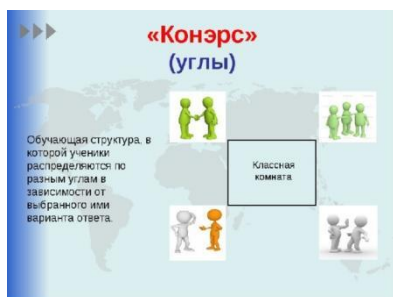 «Конэрс»
(углы)
Обучающая структура, в
которой ученики
распределяются по
разным углам в
зависимости от
выбранного ими
варианта ответа.
Классная
комната